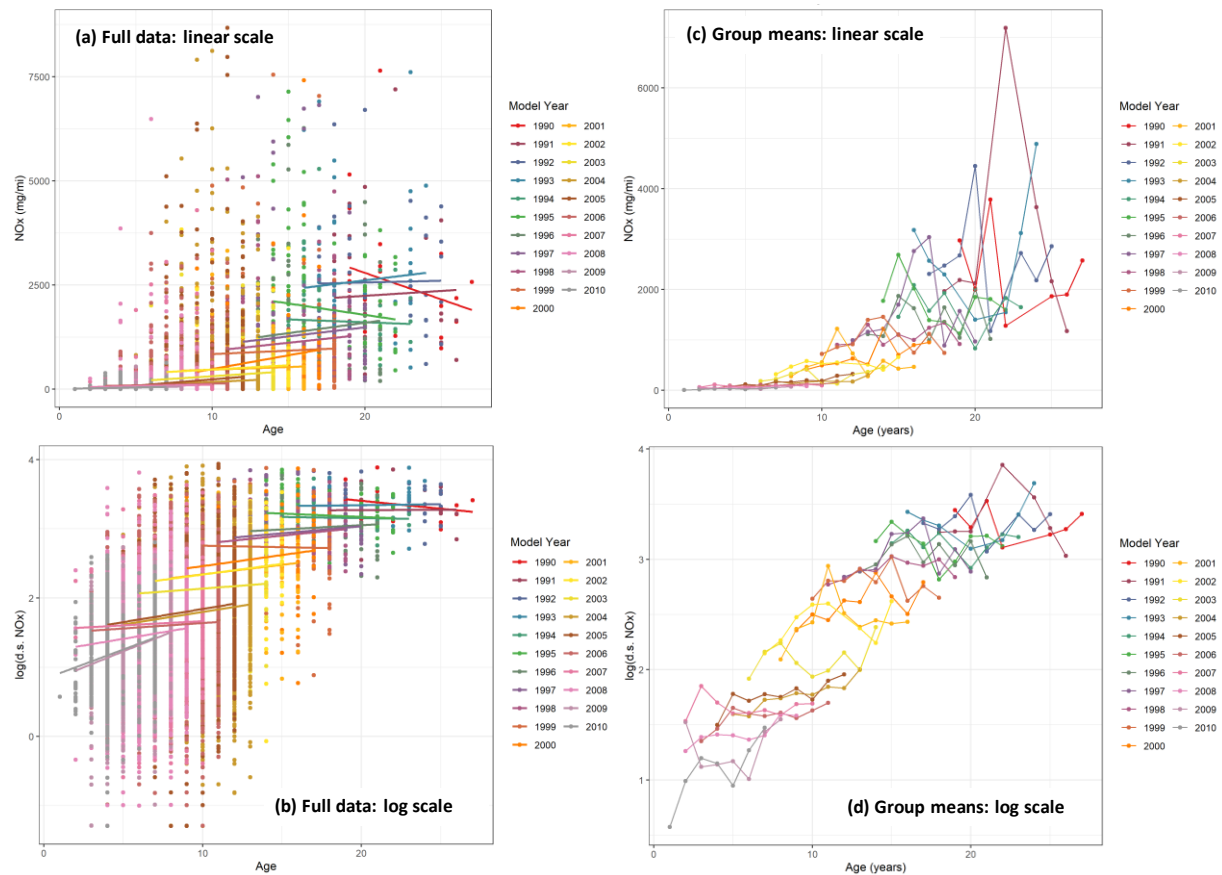 (a) Full data: linear scale
NOx (mg/mi)
7500
5000
2500
0
0 10 20
Age
Model Year
1990 2001
1991 2002
1992 2003
1993 2004
1994 2005
1995 2006
1996 2007
1997 2008
1998 2009
1999 2010
2000
(c) Group means: linear scale
NOx (mg/mi)
6000
4000
2000
0
0 10 20
Age (years)
Model Year
1990 2001
1991 2002
1992 2003
1993 2004
1994 2005
1995 2006
1996 2007
1997 2008
1998 2009
1999 2010
2000
(b) Full data: log scale
log(d.s. NOx)
4
2
0
0 10 20
Age
Model Year
1990 2001
1991 2002
1992 2003
1993 2004
1994 2005
1995 2006
1996 2007
1997 2008
1998 2009
1999 2010
2000
(d) Group means: log scale
log(d.s. NOx)
4
3
2
1
0 10 20
Age (years)
Model Year
1990 2001
1991 2002
1992 2003
1993 2004
1994 2005
1995 2006
1996 2007
1997 2008
1998 2009
1999 2010
2000